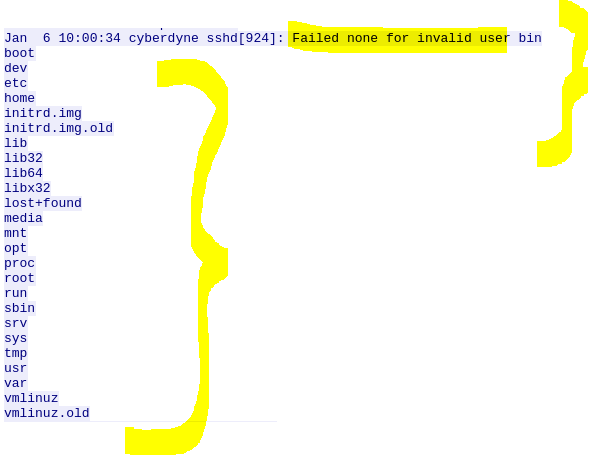 Jan  6 10:00:34 cyberdyne sshd[924]: Failed none for invalid user bin
boot
dev
etc
home
initrd.img
initrd.img.old
lib
lib32
lib64
libx32
lost+found
media
mnt
opt
proc
root
run
sbin
srv
sys
tmp
usr
var
vmlinuz
vmlinuz.old